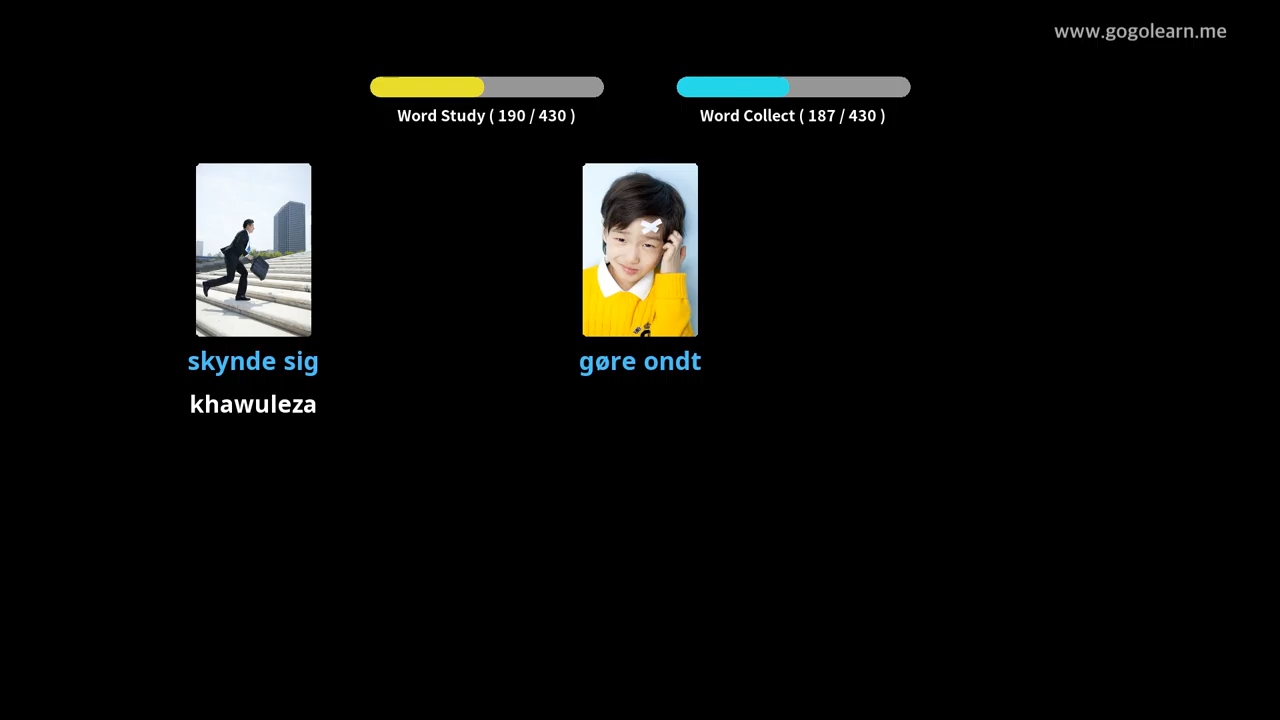 www.gogolearn.me
Word Study ( 190 / 430 )
Word Collect ( 187 / 430 )
skynde sig
gøre ondt
khawuleza